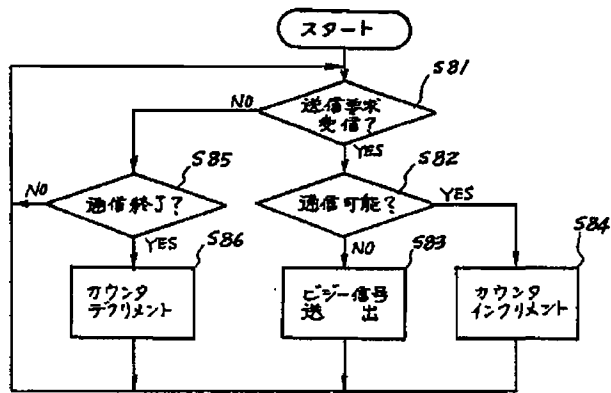 スタート
S81
送信要求
受信?
NO
YES
S85
S82
通信終了?
通信可能?
NO
YES
YES
NO
S86
S83
S84
カウンタ
デクリメント
ビジー信号
送出
カウンタ
インクリメント